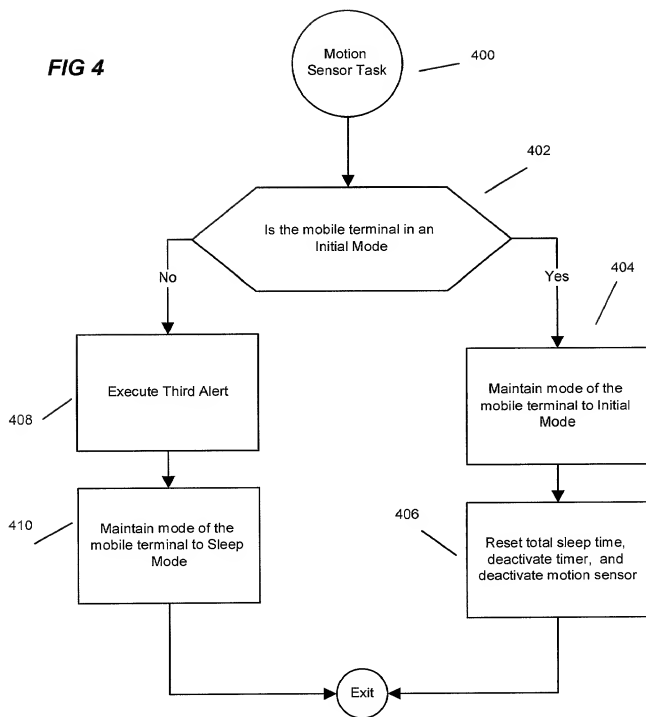 FIG 4
Motion
Sensor Task
400
402
Is the mobile terminal in an
Initial Mode
No
Yes
404
Execute Third Alert
408
Maintain mode of the
mobile terminal to Initial
Mode
410
Maintain mode of the
mobile terminal to Sleep
Mode
406
Reset total sleep time,
deactivate timer, and
deactivate motion sensor
Exit